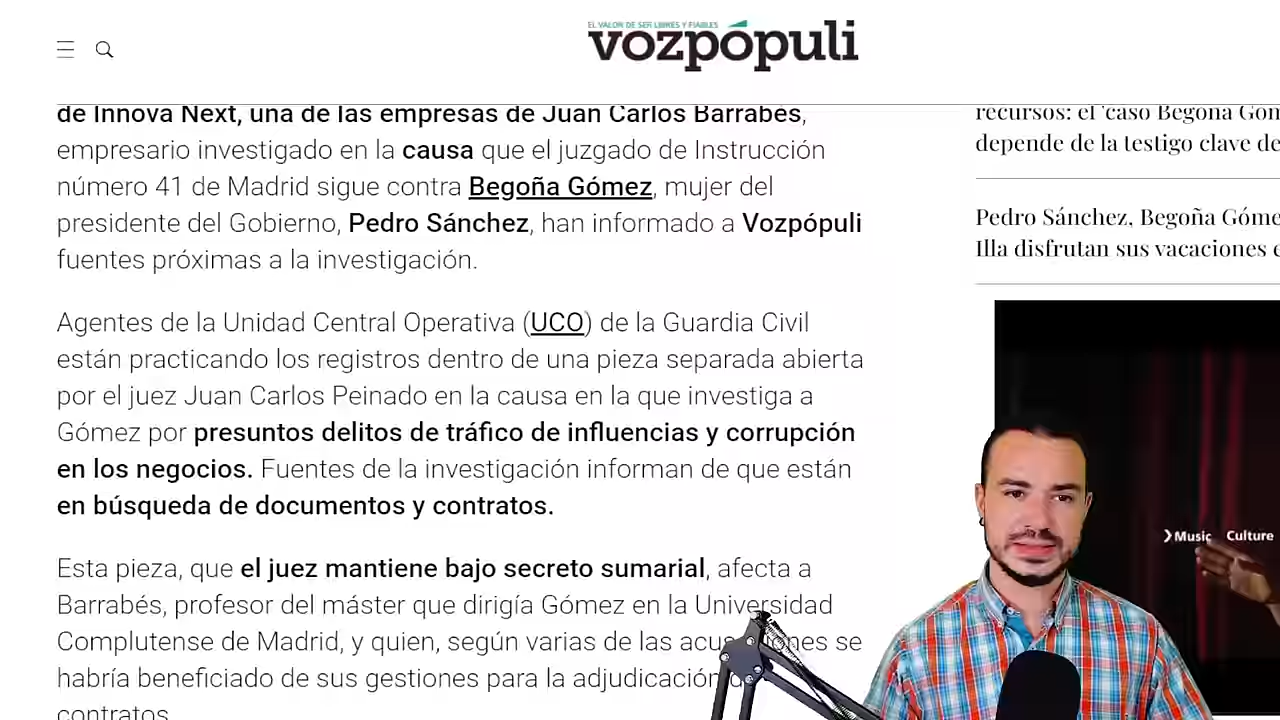 EL VALOR DE SER LIBRES Y FIABLES
vozpópuli
de Innova Next, una de las empresas de Juan Carlos Barrabés,
empresario investigado en la causa que el juzgado de Instrucción
número 41 de Madrid sigue contra Begoña Gómez, mujer del
presidente del Gobierno, Pedro Sánchez, han informado a Vozpópuli
fuentes próximas a la investigación.
Agentes de la Unidad Central Operativa (UCO) de la Guardia Civil
están practicando los registros dentro de una pieza separada abierta
por el juez Juan Carlos Peinado en la causa en la que investiga a
Gómez por presuntos delitos de tráfico de influencias y corrupción
en los negocios. Fuentes de la investigación informan de que están
en búsqueda de documentos y contratos.
Esta pieza, que el juez mantiene bajo secreto sumarial, afecta a
Barrabés, profesor del máster que dirigía Gómez en la Universidad
Complutense de Madrid, y quien, según varias de las se
habría beneficiado de sus gestiones para la adjudicación
contratos
recursos: el 'caso Begoña
depende de la testigo clave
Pedro Sánchez, Begoña
Illa disfrutan sus vacaciones
Music Culture